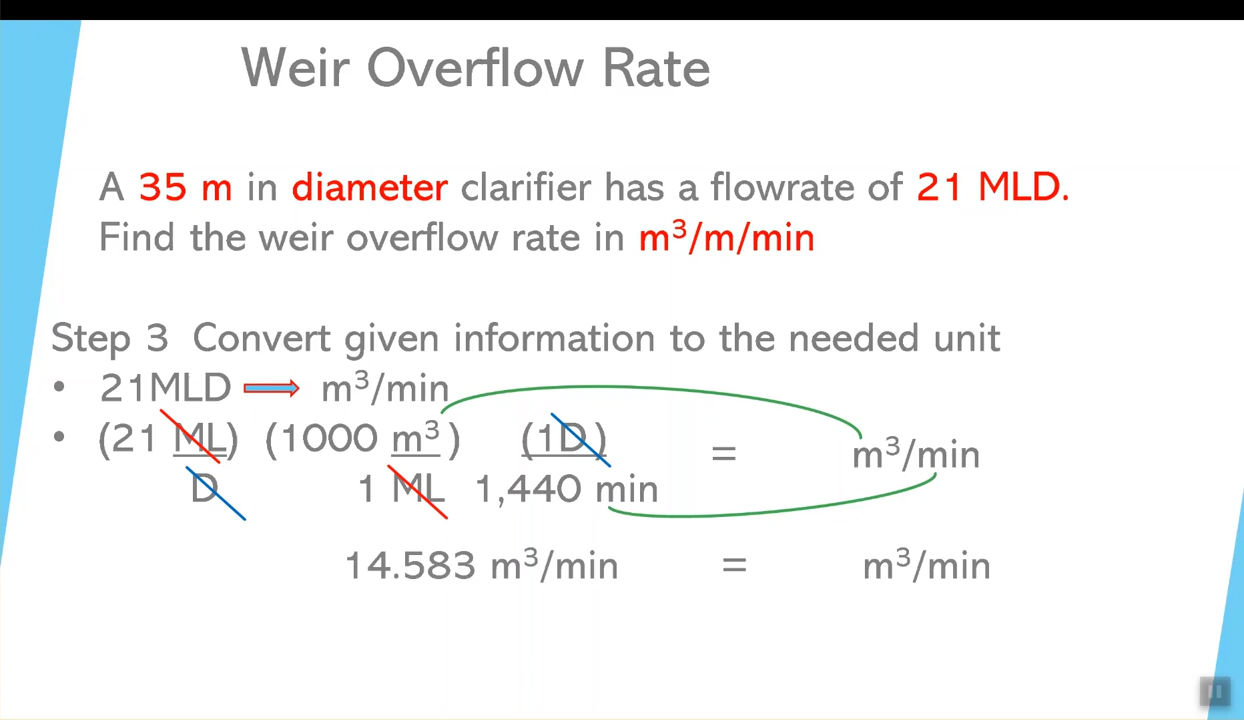 Weir Overflow Rate
A 35 m in diameter clarifier has a flowrate of 21 MLD.
Find the weir overflow rate in m³/m/min
Step 3 Convert given information to the needed unit
• 21MLD m³/min
• (21 ML) (1000 m³) (1D) = m³/min
D 1 ML 1,440 min
14.583 m³/min = m³/min